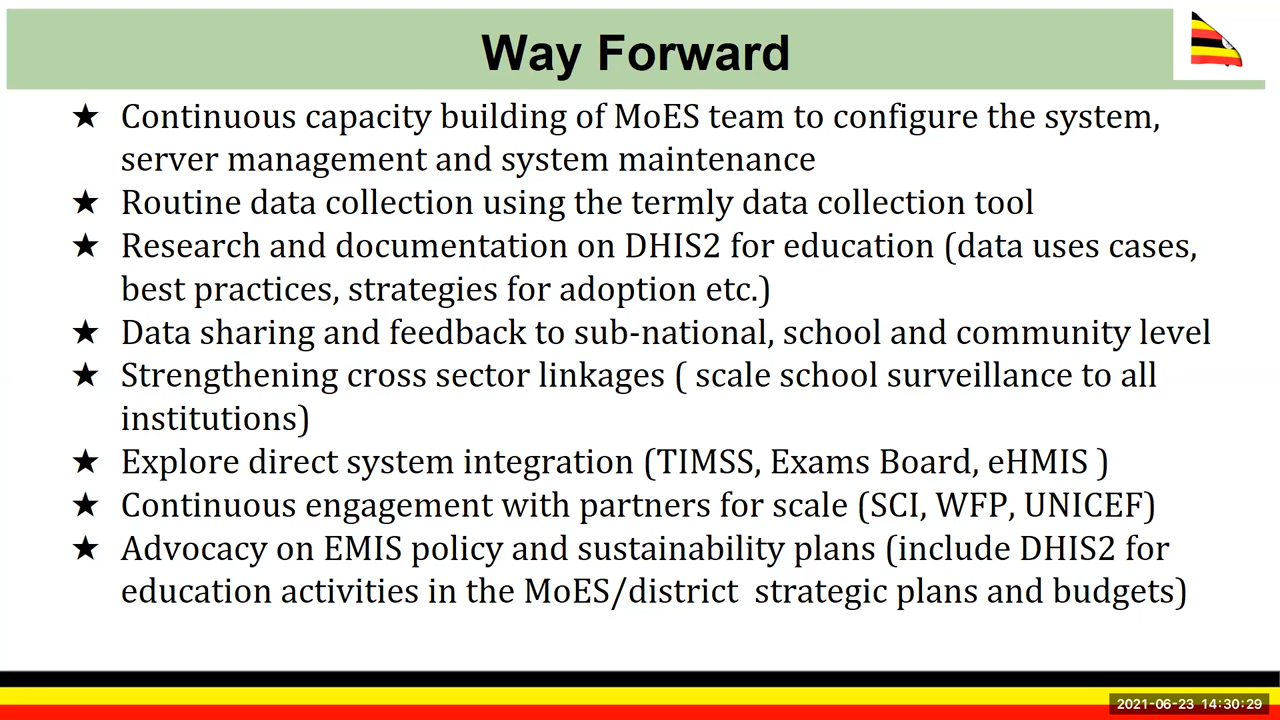 Way Forward
★ Continuous capacity building of MoES team to configure the system,
server management and system maintenance
★ Routine data collection using the termly data collection tool
★ Research and documentation on DHIS2 for education (data uses cases,
best practices, strategies for adoption etc.)
★ Data sharing and feedback to sub-national, school and community level
★ Strengthening cross sector linkages ( scale school surveillance to all
institutions)
★ Explore direct system integration (TIMSS, Exams Board, eHMIS )
★ Continuous engagement with partners for scale (SCI, WFP, UNICEF)
★ Advocacy on EMIS policy and sustainability plans (include DHIS2 for
education activities in the MoES/district  strategic plans and budgets)
2021-06-23 14:30:29